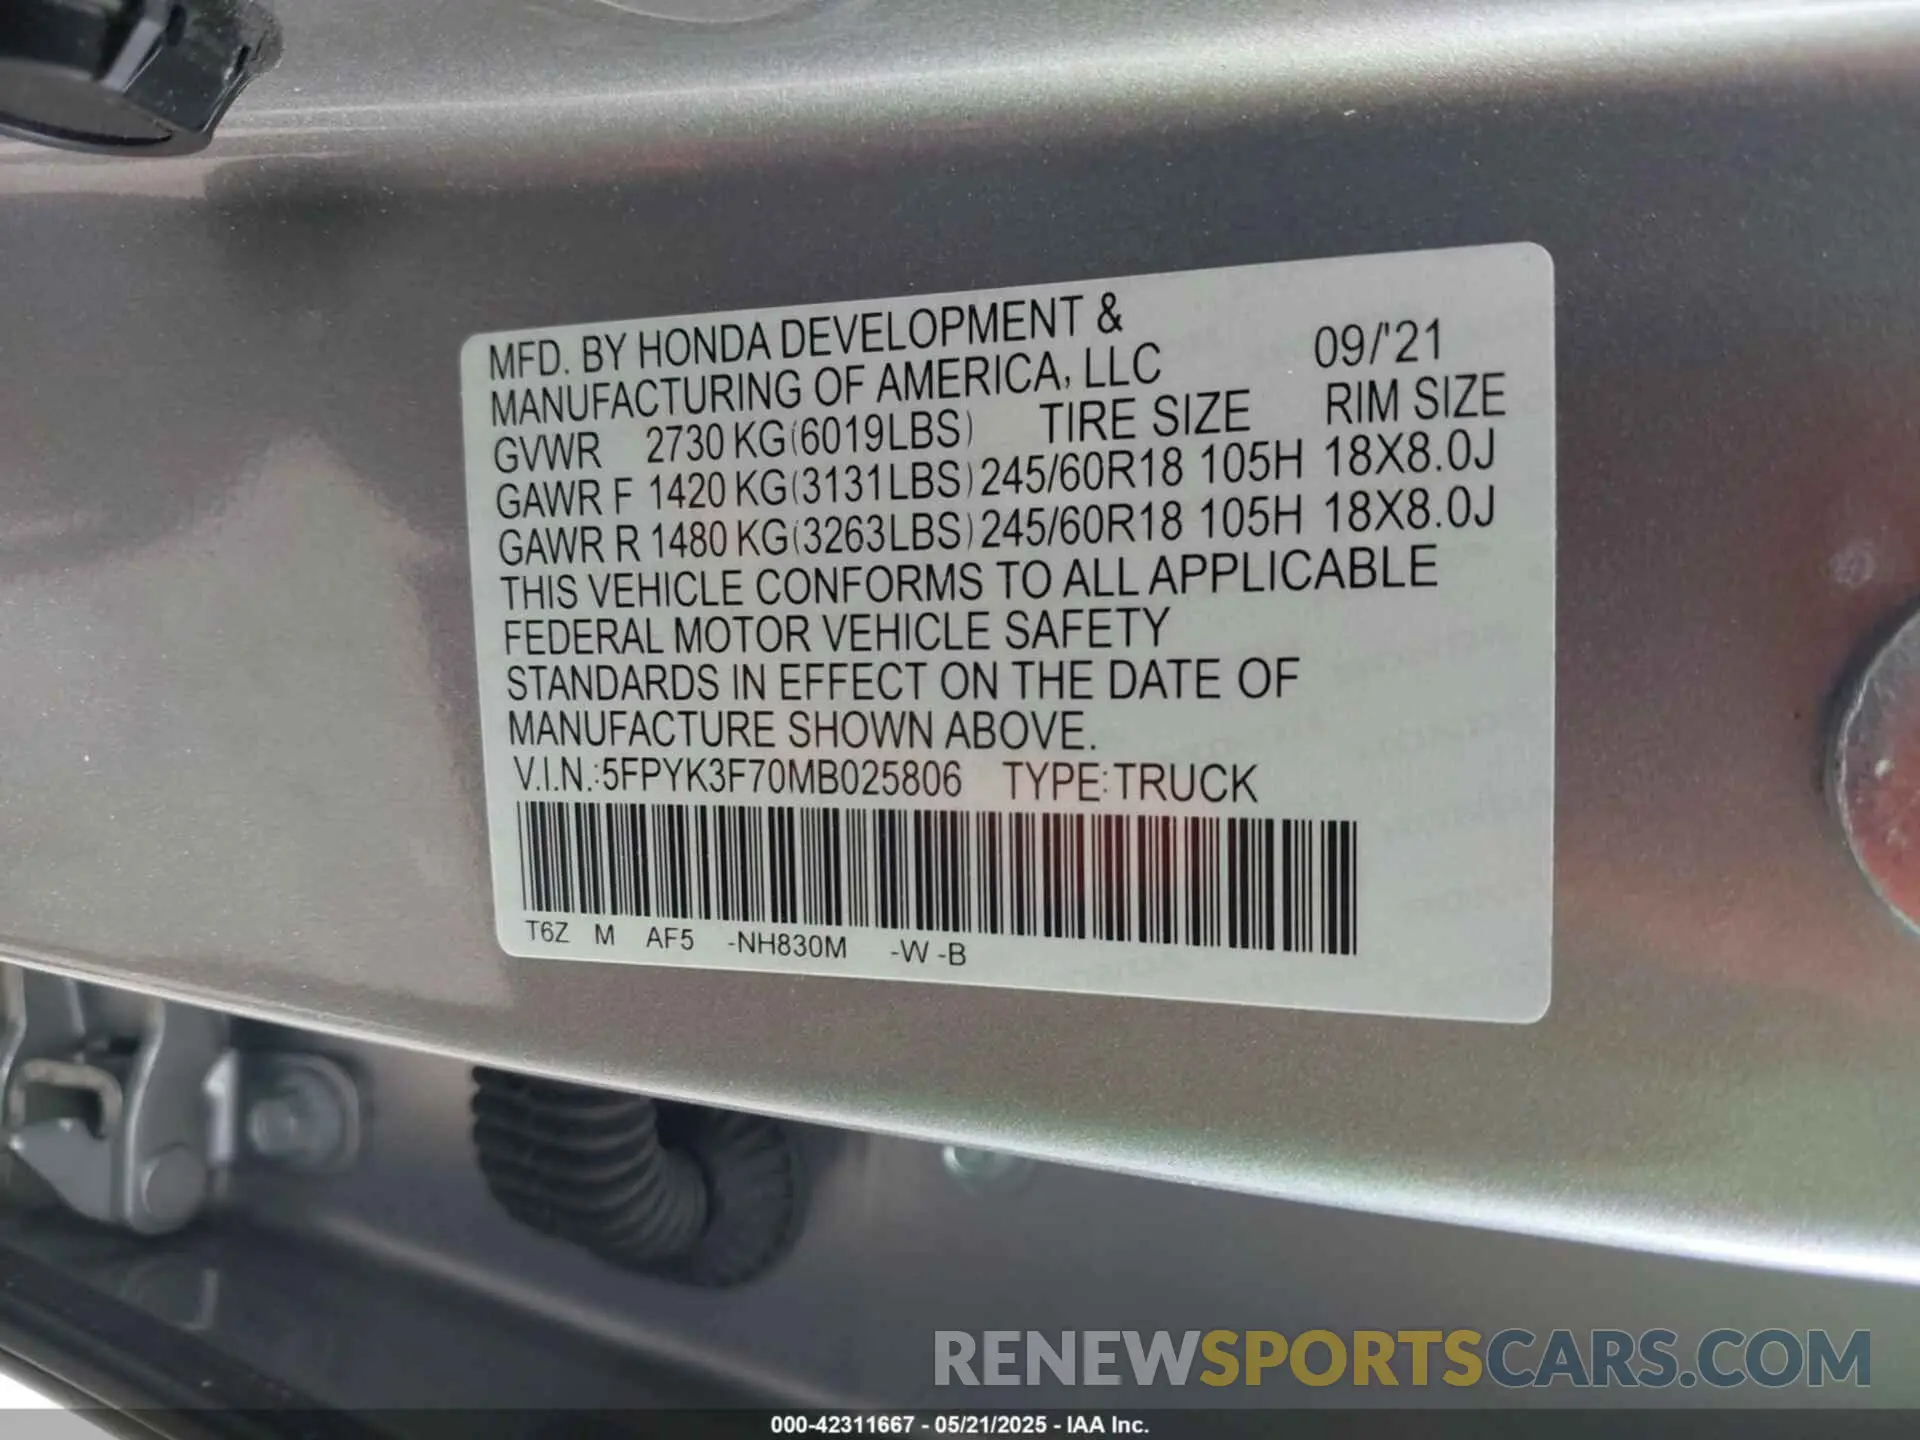 MFD. BY HONDA DEVELOPMENT &
MANUFACTURING OF AMERICA, LLC 09/'21
GVWR 2730 KG(6019LBS) TIRE SIZE RIM SIZE
GAWR F 1420 KG(3131LBS) 245/60R18 105H 18X8.0J
GAWR R 1480 KG(3263LBS) 245/60R18 105H 18X8.0J
THIS VEHICLE CONFORMS TO ALL APPLICABLE
FEDERAL MOTOR VEHICLE SAFETY
STANDARDS IN EFFECT ON THE DATE OF
MANUFACTURE SHOWN ABOVE.
V.I.N.:5FPYK3F70MB025806 TYPE:TRUCK
T6Z M AF5 -NH830M -W -B
RENEWSPORTSCARS.COM
000-42311667 - 05/21/2025 - IAA Inc.